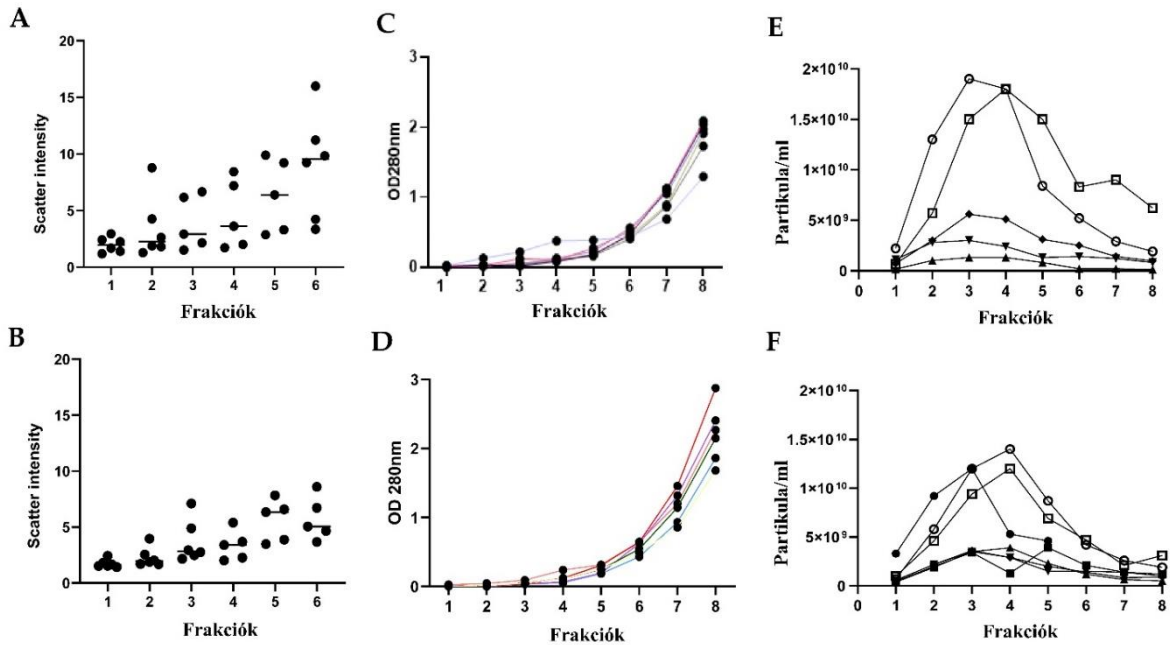 A
Scatter intensity
20
15
10
5
0
1 2 3 4 5 6
Frakciók
B
Scatter intensity
20
15
10
5
0
1 2 3 4 5 6
Frakciók
C
OD280nm
3
2
1
0
1 2 3 4 5 6 7 8
Frakciók
D
OD 280nm
3
2
1
0
1 2 3 4 5 6 7 8
Frakciók
E
Partikula/ml
2×10¹⁰
1.5×10¹⁰
1.0×10¹⁰
5×10⁹
0
0 1 2 3 4 5 6 7 8
Frakciók
F
Partikula/ml
2×10¹⁰
1.5×10¹⁰
1.0×10¹⁰
5×10⁹
0
0 1 2 3 4 5 6 7 8
Frakciók